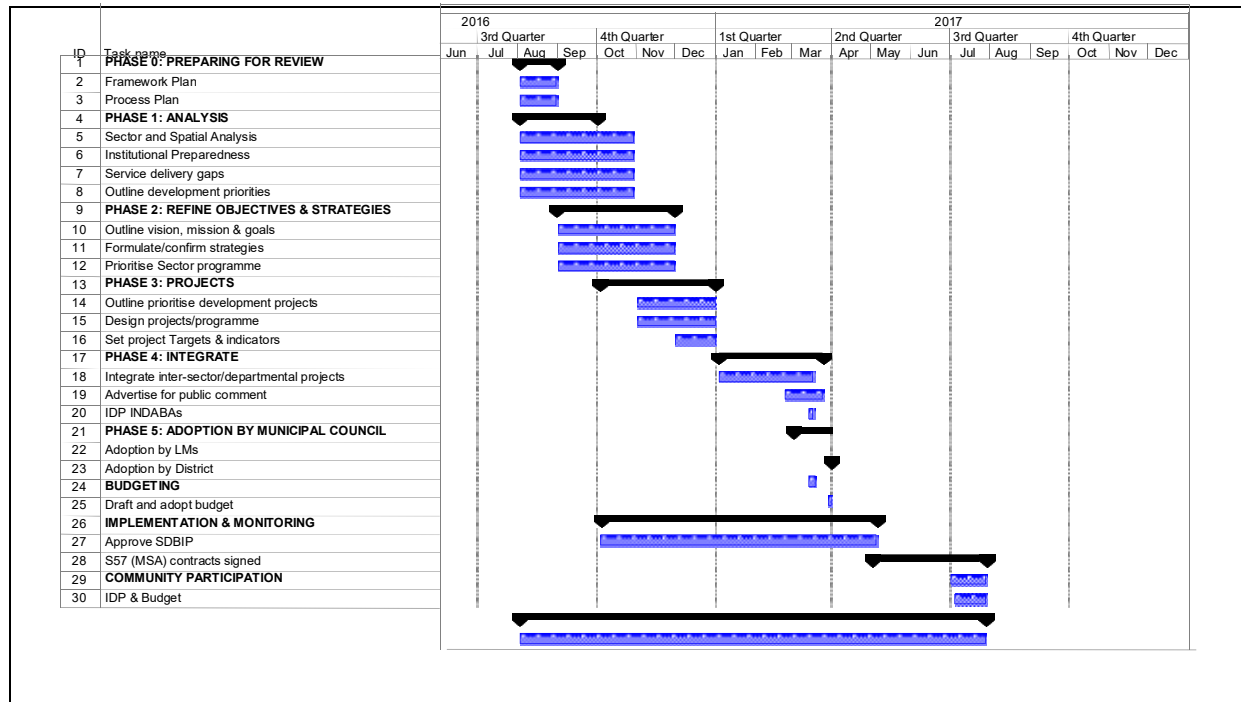 2016 2017
3rd Quarter 4th Quarter 1st Quarter 2nd Quarter 3rd Quarter 4th Quarter
ID Task name Jun Jul Aug Sep Oct Nov Dec Jan Feb Mar Apr May Jun Jul Aug Sep Oct Nov Dec
1 PHASE 0: PREPARING FOR REVIEW
2 Framework Plan
3 Process Plan
4 PHASE 1: ANALYSIS
5 Sector and Spatial Analysis
6 Institutional Preparedness
7 Service delivery gaps
8 Outline development priorities
9 PHASE 2: REFINE OBJECTIVES & STRATEGIES
10 Outline vision, mission & goals
11 Formulate/confirm strategies
12 Prioritise Sector programme
13 PHASE 3: PROJECTS
14 Outline prioritise development projects
15 Design projects/programme
16 Set project Targets & indicators
17 PHASE 4: INTEGRATE
18 Integrate inter-sector/departmental projects
19 Advertise for public comment
20 IDP INDABAs
21 PHASE 5: ADOPTION BY MUNICIPAL COUNCIL
22 Adoption by LMs
23 Adoption by District
24 BUDGETING
25 Draft and adopt budget
26 IMPLEMENTATION & MONITORING
27 Approve SDBIP
28 S57 (MSA) contracts signed
29 COMMUNITY PARTICIPATION
30 IDP & Budget